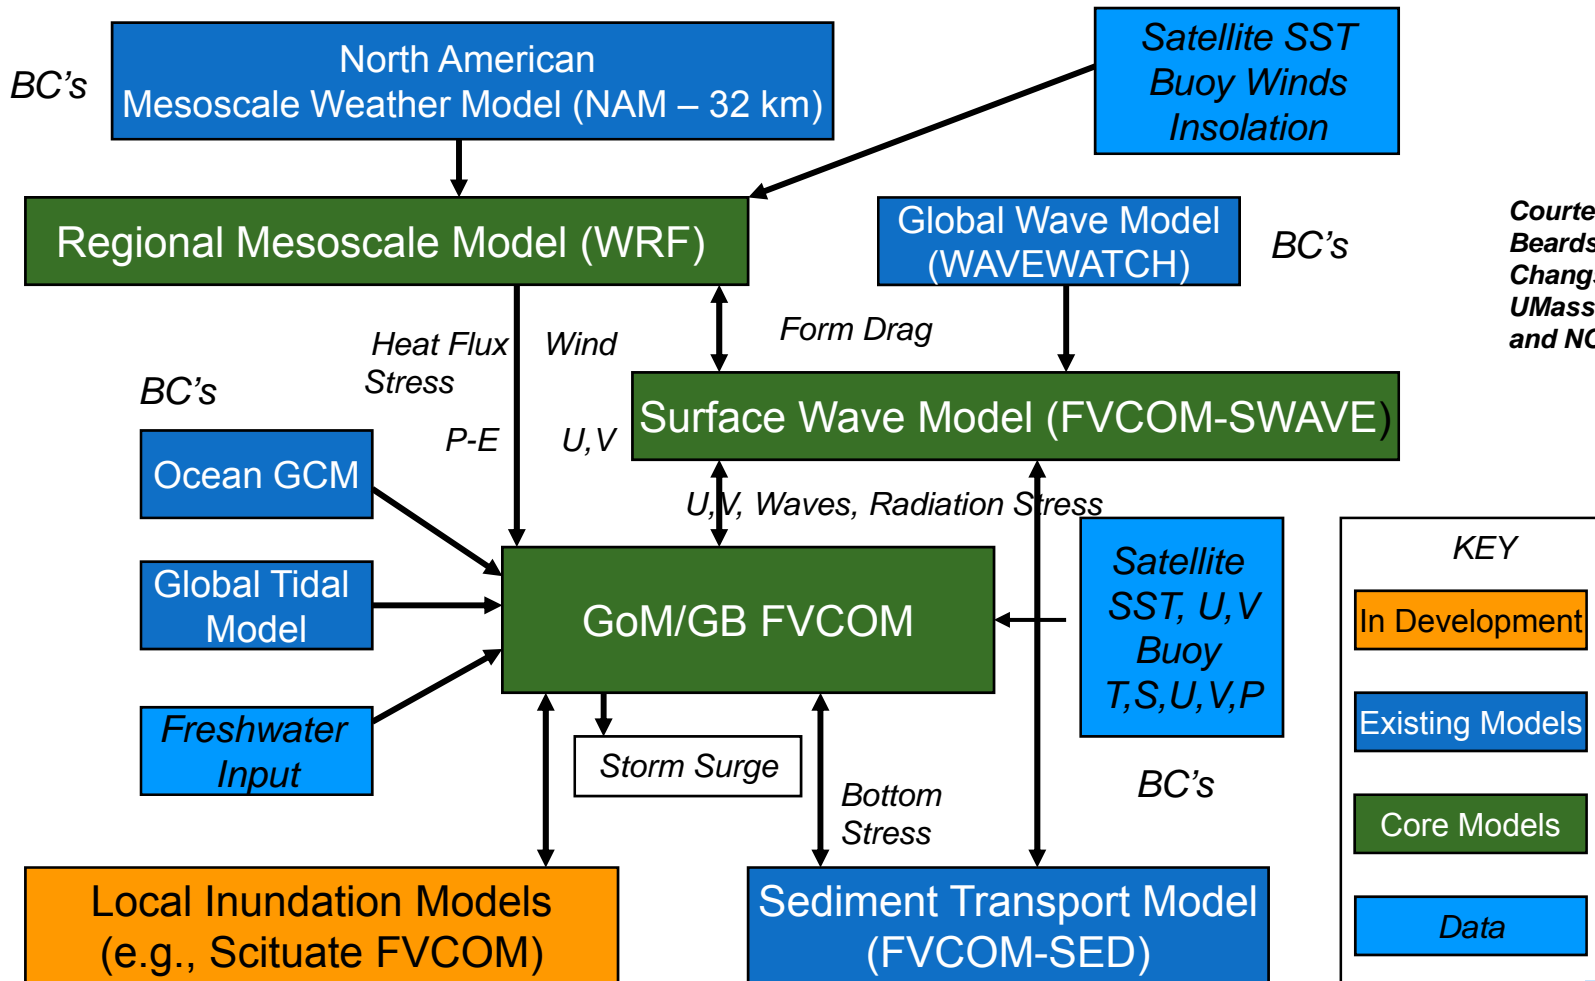 BC's
North American
Mesoscale Weather Model (NAM – 32 km)
Satellite SST
Buoy Winds
Insolation
Regional Mesoscale Model (WRF)
Global Wave Model
(WAVEWATCH)
BC's
Heat Flux
Stress
Wind
Form Drag
BC's
P-E
U,V
Surface Wave Model (FVCOM-SWAVE)
Ocean GCM
U,V, Waves, Radiation Stress
Global Tidal
Model
GoM/GB FVCOM
Satellite
SST, U,V
Buoy
T,S,U,V,P
BC's
Freshwater
Input
Storm Surge
Bottom
Stress
Local Inundation Models
(e.g., Scituate FVCOM)
Sediment Transport Model
(FVCOM-SED)
UMass
and
KEY
In Development
Existing Models
Core Models
Data